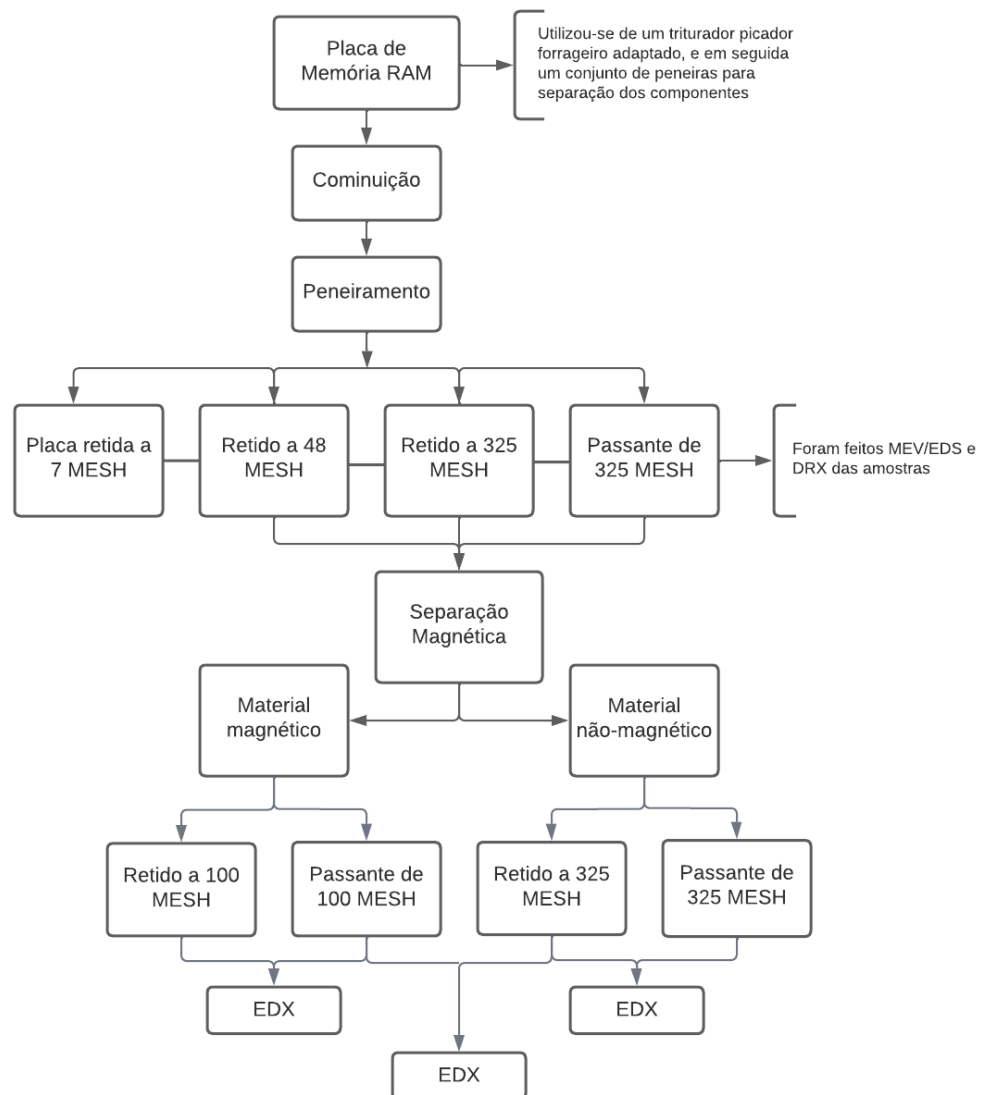 Placa de
Memória RAM
Utilizou-se de um triturador picador
forrageiro adaptado, e em seguida
um conjunto de peneiras para
separação dos componentes
Cominuição
Peneiramento
Placa retida a
7 MESH
Retido a 48
MESH
Retido a 325
MESH
Passante de
325 MESH
Foram feitos MEV/EDS e
DRX das amostras
Separação
Magnética
Material
magnético
Material
não-magnético
Retido a 100
MESH
Passante de
100 MESH
Retido a 325
MESH
Passante de
325 MESH
EDX
EDX
EDX